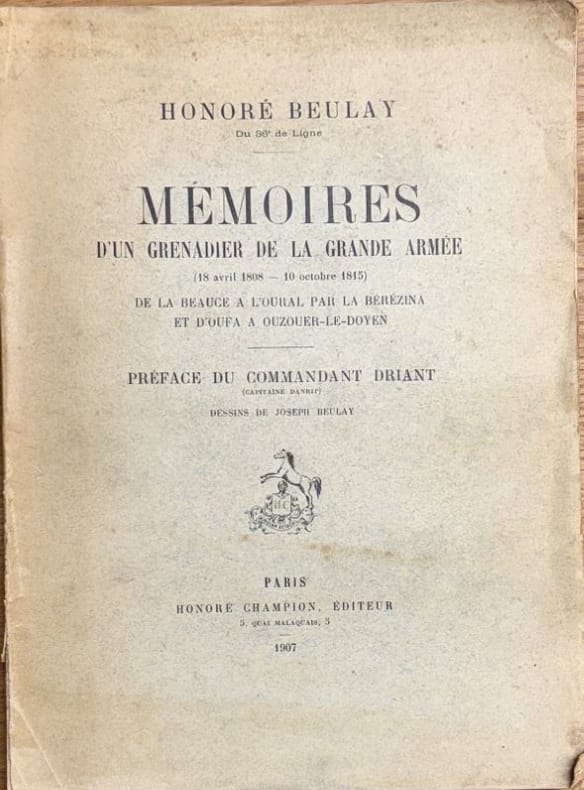 HONORÉ BEULAY
Du 36e de Ligne
MÉMOIRES
D'UN GRENADIER DE LA GRANDE ARMÉE
(18 avril 1808 — 10 octobre 1815)
DE LA BEAUCE A L'OURAL PAR LA BÉRÉZINA
ET D'OUFA A OUZOUER-LE-DOYEN
PRÉFACE DU COMMANDANT DRIANT
(CAPITAINE DANRIT)
DESSINS DE JOSEPH BEULAY
H C
PARIS
HONORÉ CHAMPION, ÉDITEUR
5, QUAI MALAQUAIS, 5
1907